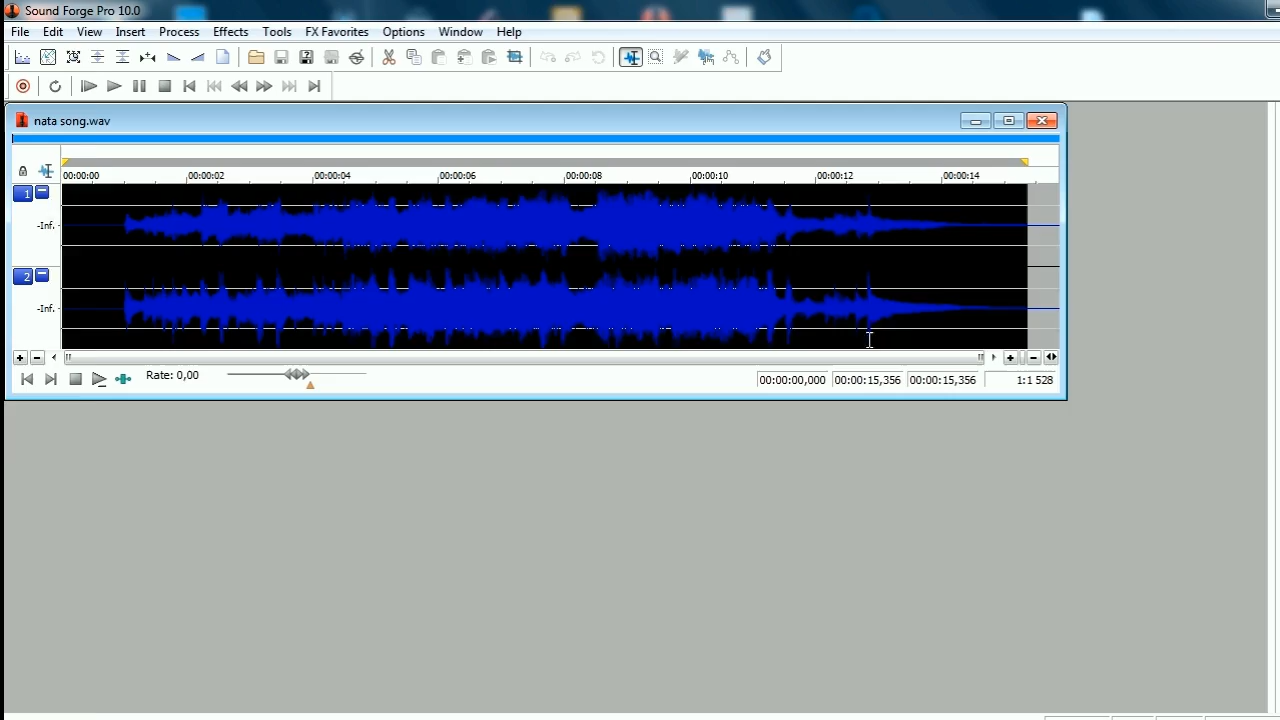 Sound Forge Pro 10.0
File Edit View Insert Process Effects Tools FX Favorites Options Window Help
nata song.wav
00:00:00 00:00:02 00:00:04 00:00:06 00:00:08 00:00:10 00:00:12 00:00:14
1
-Inf.
2
-Inf.
Rate: 0,00
00:00:00,000 00:00:15,356 00:00:15,356 1:1 528